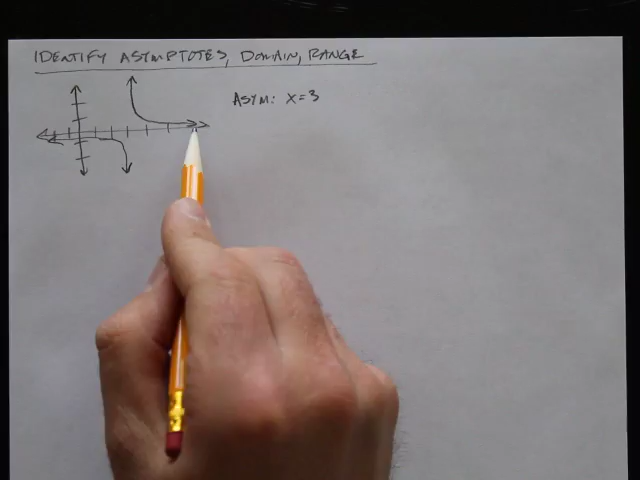 IDENTIFY ASYMPTOTES, DOMAIN, RANGE
ASYM: X=3